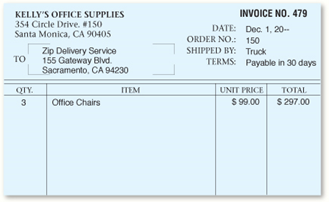 KELLY'S OFFICE SUPPLIES
354 Circle Drive. #150
Santa Monica, CA 90405
INVOICE NO. 479
DATE: Dec. 1, 20--
ORDER NO.: 150
SHIPPED BY: Truck
TERMS: Payable in 30 days
TO
Zip Delivery Service
155 Gateway Blvd.
Sacramento, CA 94230
QTY. ITEM UNIT PRICE TOTAL
3 Office Chairs $ 99.00 $ 297.00